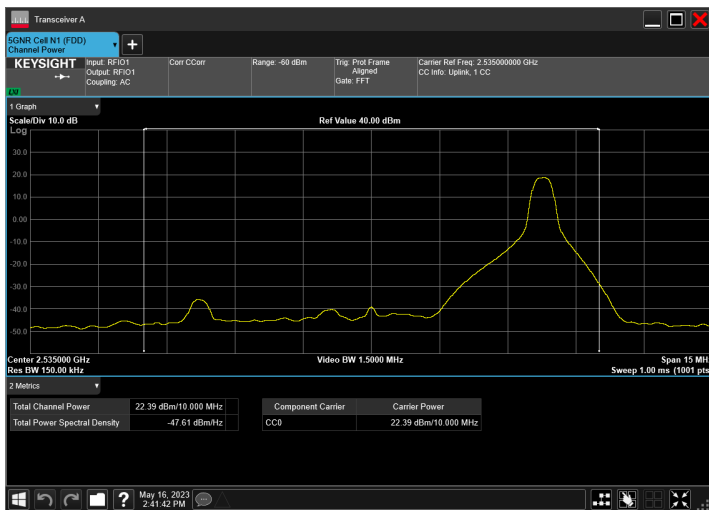 Transceiver A
5GNR Cell N1 (FDD)
Channel Power
KEYSIGHT
LXI
Input: RFIO1
Output: RFIO1
Coupling: AC
Corr CCorr
Range: -60 dBm
Trig: Prot Frame
Aligned
Gate: FFT
Carrier Ref Freq: 2.535000000 GHz
CC Info: Uplink, 1 CC
1 Graph
Scale/Div 10.0 dB
Ref Value 40.00 dBm
Log
30.0
20.0
10.0
0.00
-10.0
-20.0
-30.0
-40.0
-50.0
Center 2.535000 GHz
Res BW 150.00 kHz
Video BW 1.5000 MHz
Span 15 MH
Sweep 1.00 ms (1001 pts
2 Metrics
Total Channel Power 22.39 dBm/10.000 MHz
Total Power Spectral Density -47.61 dBm/Hz
Component Carrier Carrier Power
CC0 22.39 dBm/10.000 MHz
?
May 16, 2023
2:41:42 PM